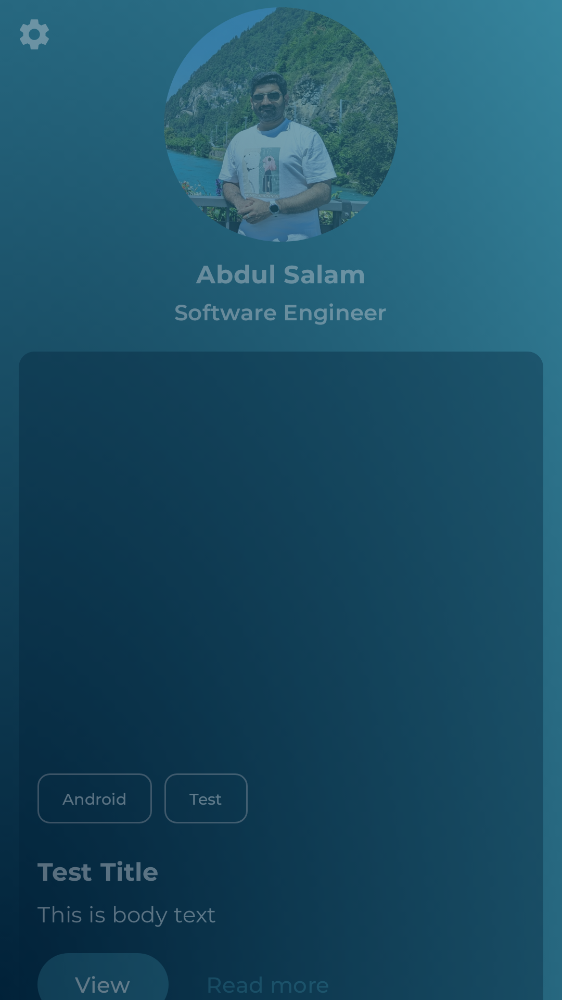 Abdul Salam
Software Engineer
Android Test
Test Title
This is body text
View Read more